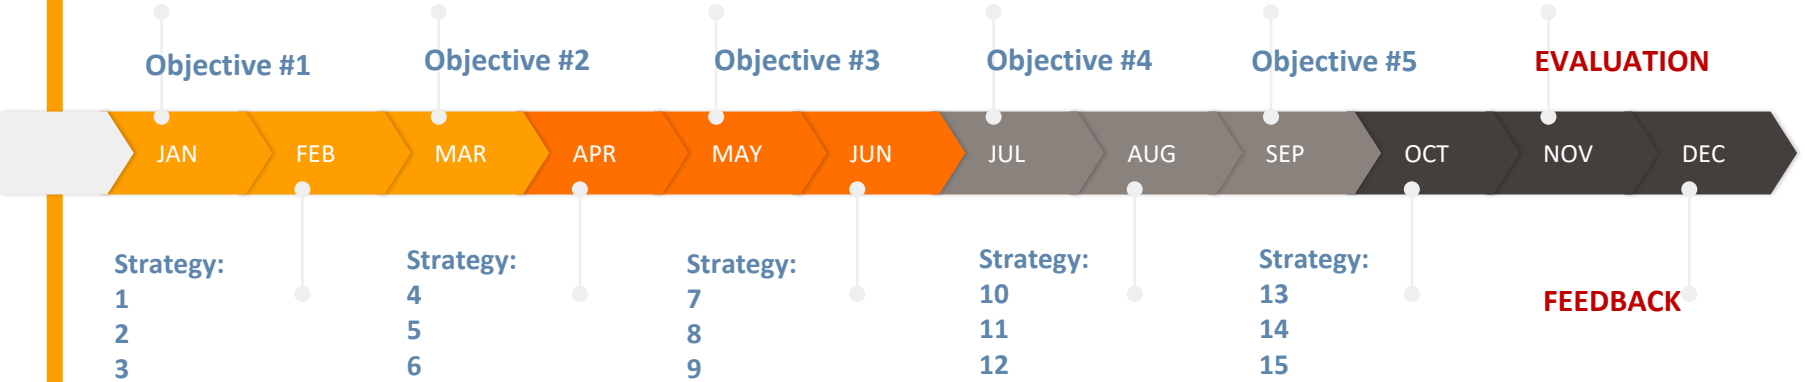 Objective #1
Objective #2
Objective #3
Objective #4
Objective #5
EVALUATION
JAN
FEB
MAR
APR
MAY
JUN
JUL
AUG
SEP
OCT
NOV
DEC
Strategy:
1
2
3
Strategy:
4
5
6
Strategy:
7
8
9
Strategy:
10
11
12
Strategy:
13
14
15
FEEDBACK